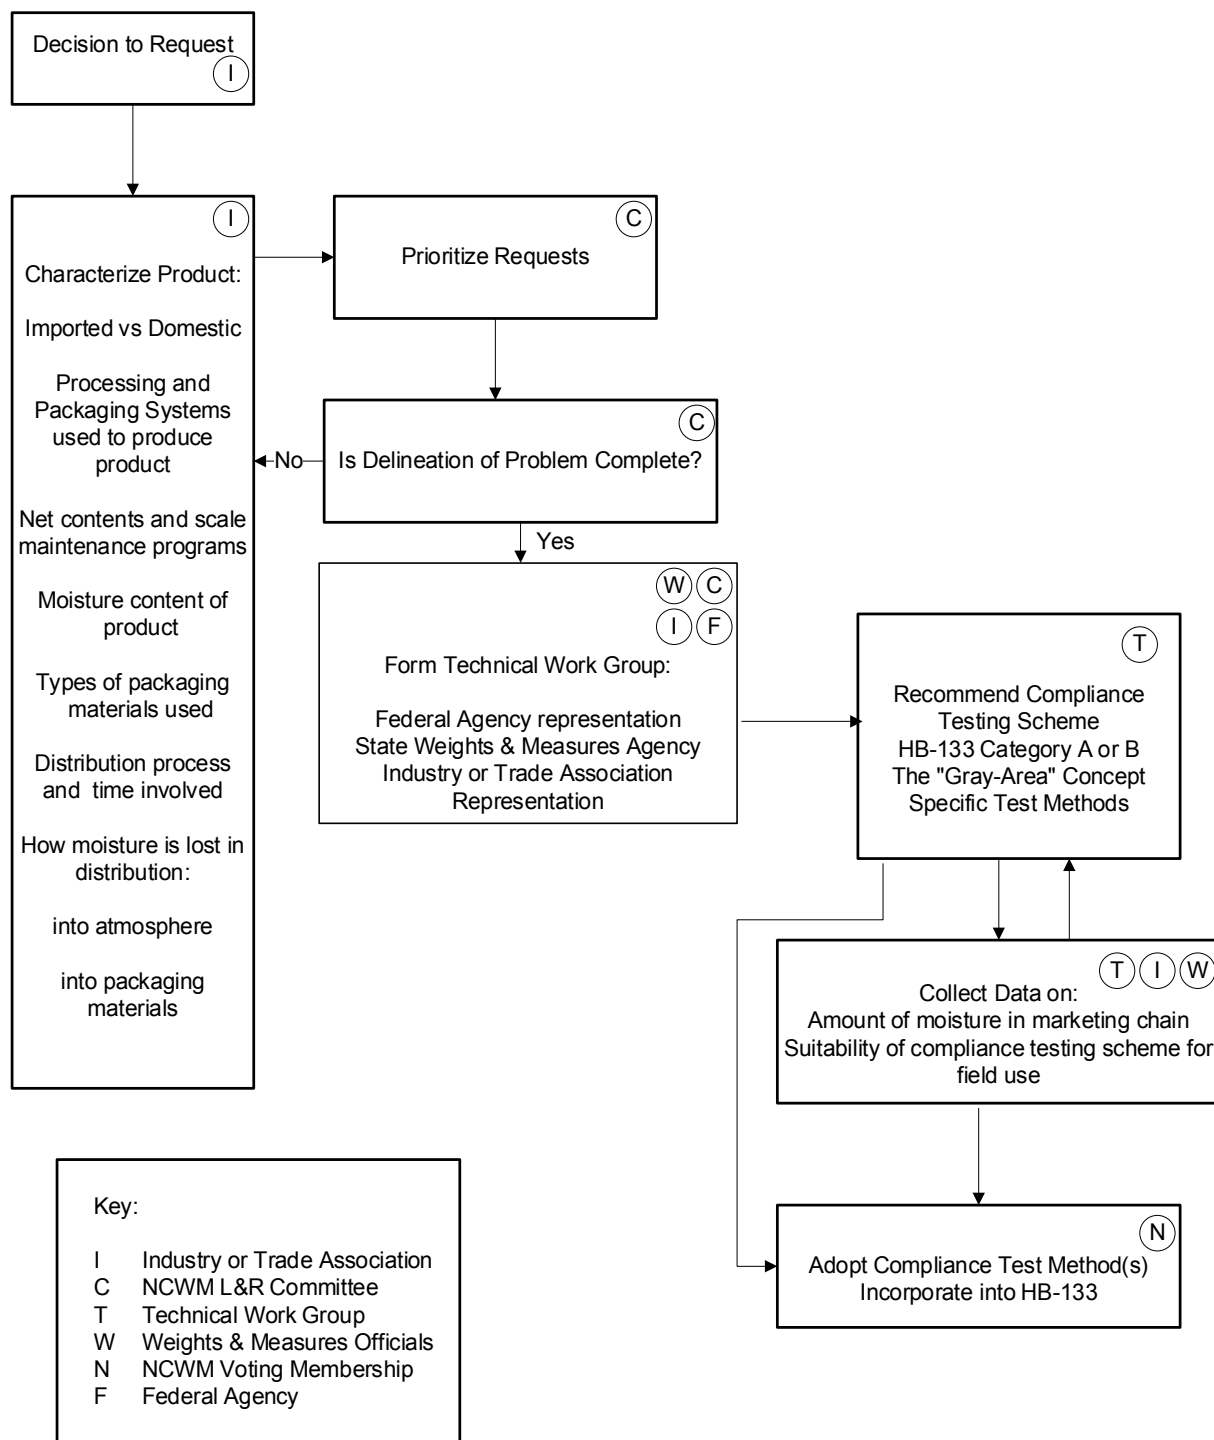 Decision to Request
I
I
Characterize Product:
Imported vs Domestic
Processing and
Packaging Systems
used to produce
product
Net contents and scale
maintenance programs
Moisture content of
product
Types of packaging
materials used
Distribution process
and time involved
How moisture is lost in
distribution:
into atmosphere
into packaging
materials
C
Prioritize Requests
C
Is Delineation of Problem Complete?
No
Yes
W C
I F
Form Technical Work Group:
Federal Agency representation
State Weights & Measures Agency
Industry or Trade Association
Representation
T
Recommend Compliance
Testing Scheme
HB-133 Category A or B
The "Gray-Area" Concept
Specific Test Methods
T I W
Collect Data on:
Amount of moisture in marketing chain
Suitability of compliance testing scheme for
field use
N
Adopt Compliance Test Method(s)
Incorporate into HB-133
Key:
I Industry or Trade Association
C NCWM L&R Committee
T Technical Work Group
W Weights & Measures Officials
N NCWM Voting Membership
F Federal Agency